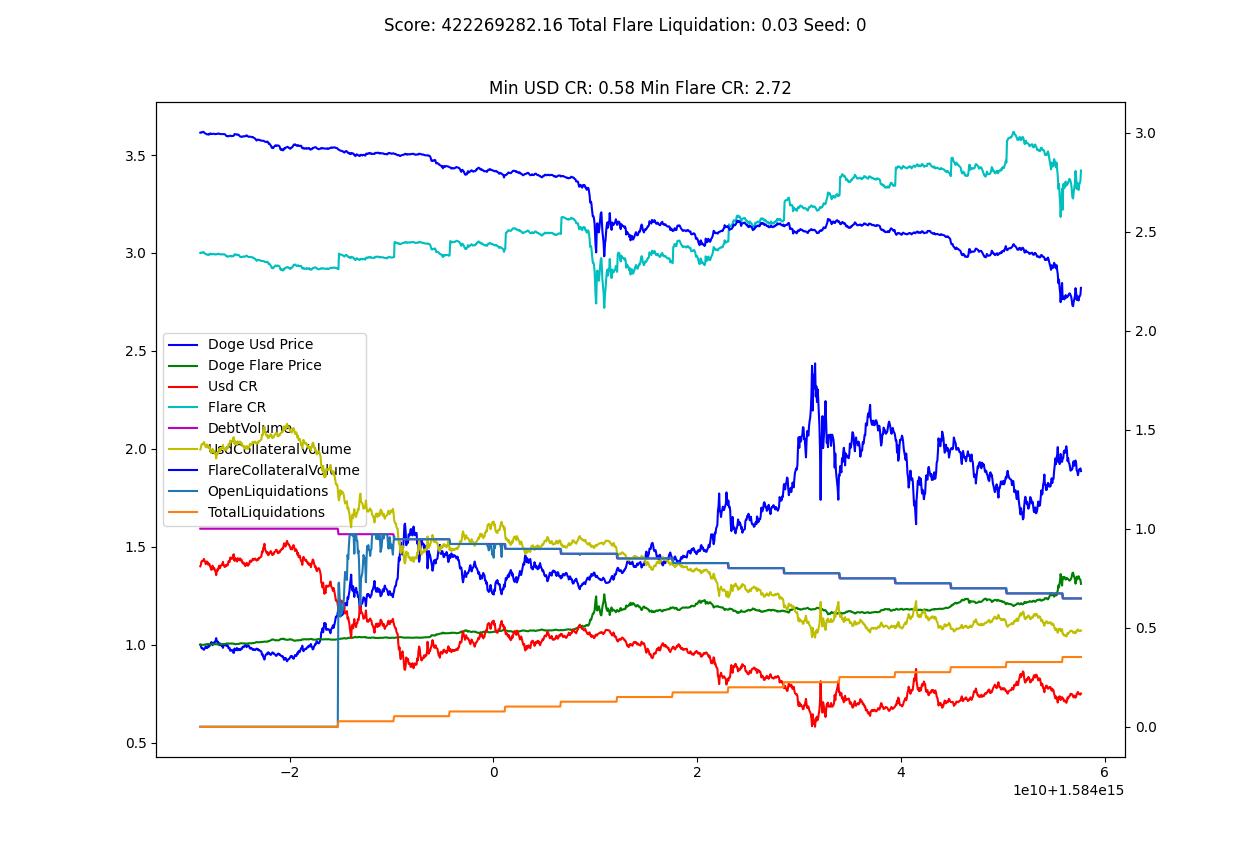 Score: 422269282.16 Total Flare Liquidation: 0.03 Seed: 0
Min USD CR: 0.58 Min Flare CR: 2.72
3.5
3.0
2.5
2.0
1.5
1.0
0.5
3.0
2.5
2.0
1.5
1.0
0.5
0.0
Doge Usd Price
Doge Flare Price
Usd CR
Flare CR
DebtVolume
UsdCollateralVolume
FlareCollateralVolume
OpenLiquidations
TotalLiquidations
−2 0 2 4 6
1e10+1.584e15